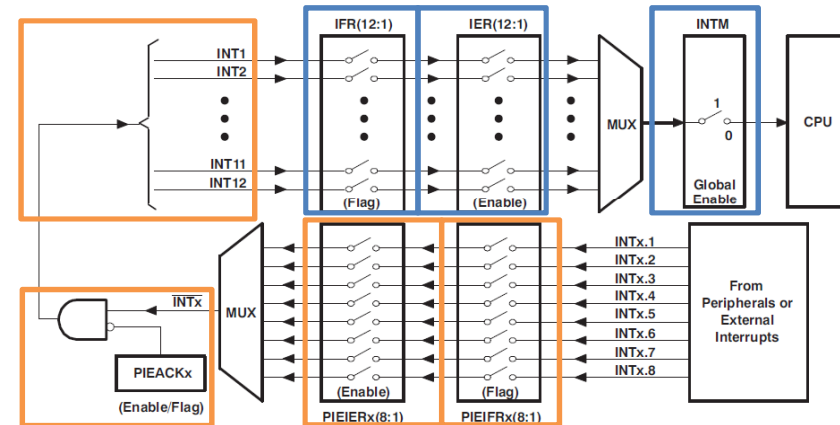 IFR(12:1)
IER(12:1)
INTM
INT1
INT2
MUX
1
0
CPU
INT11
INT12
(Flag)
(Enable)
Global
Enable
INTx.1
INTx.2
INTx.3
INTx.4
INTx.5
INTx.6
INTx.7
INTx.8
From
Peripherals or
External
Interrupts
INTx
MUX
PIEACKx
(Enable/Flag)
(Enable)
(Flag)
PIEIERx(8:1)
PIEIFRx(8:1)